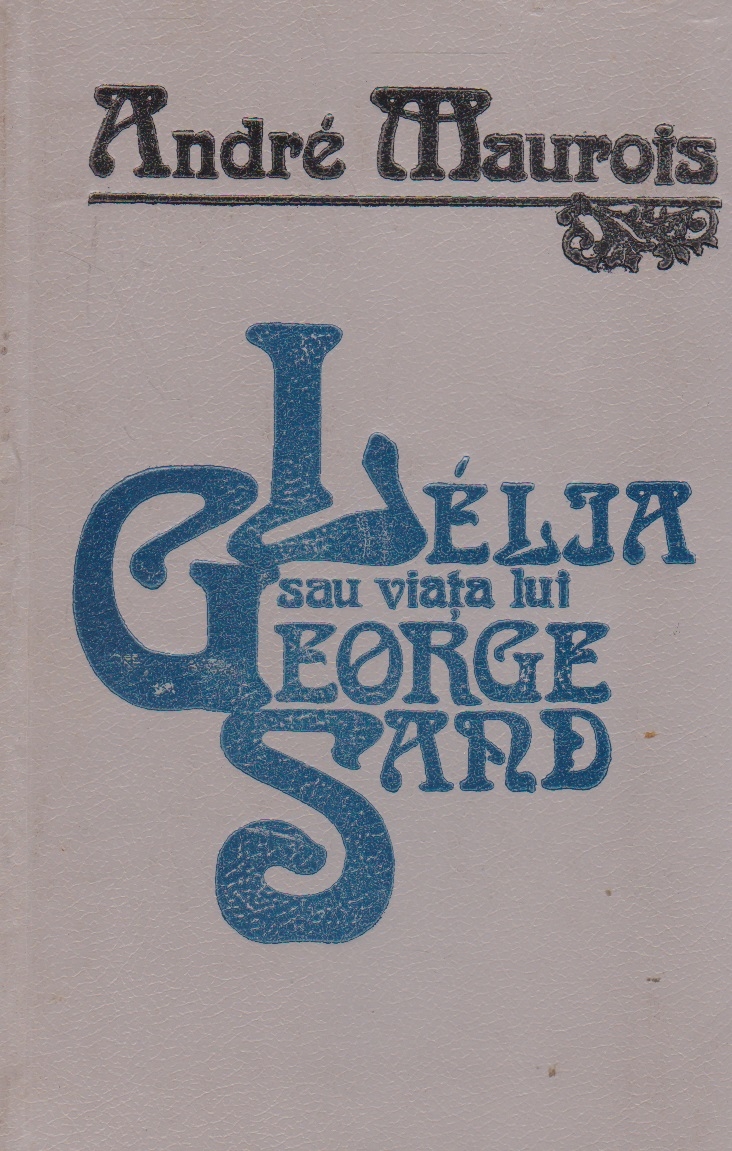 André Maurois
LÉLIA
sau viața lui
GEORGE
SAND